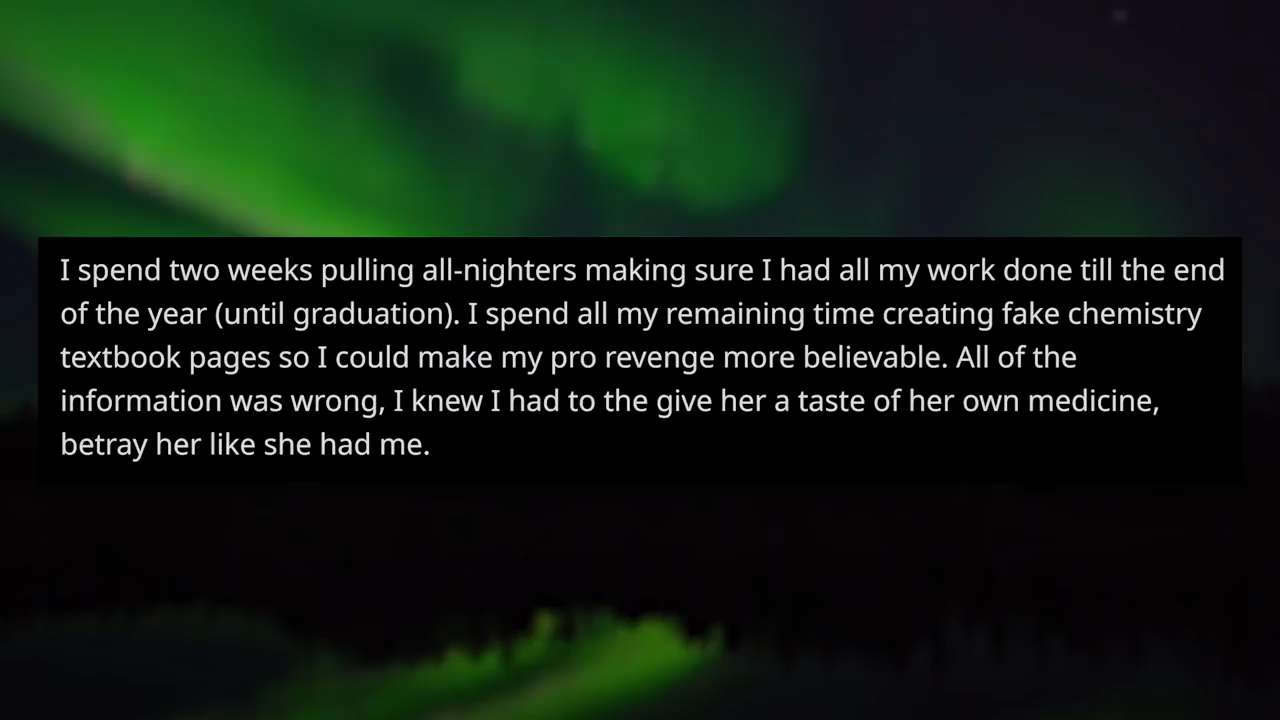 I spend two weeks pulling all-nighters making sure I had all my work done till the end
of the year (until graduation). I spend all my remaining time creating fake chemistry
textbook pages so I could make my pro revenge more believable. All of the
information was wrong, I knew I had to the give her a taste of her own medicine,
betray her like she had me.